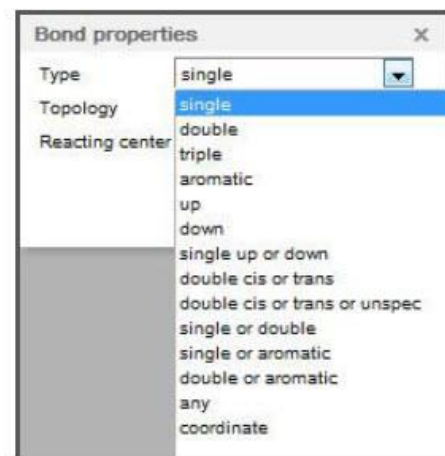 Bond properties x
Type single
Topology
Reacting center
single
double
triple
aromatic
up
down
single up or down
double cis or trans
double cis or trans or unspec
single or double
single or aromatic
double or aromatic
any
coordinate